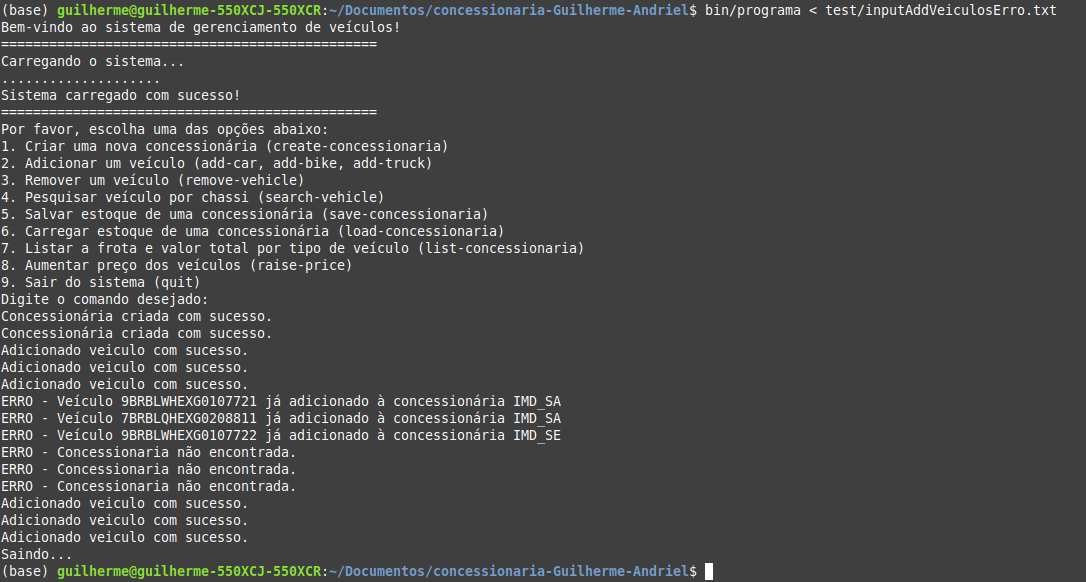 (base) guilherme@guilherme-550XCJ-550XCR:~/Documentos/concessionaria-Guilherme-Andriel$ bin/programa < test/inputAddVeiculosErro.txt
Bem-vindo ao sistema de gerenciamento de veículos!
===============================================
Carregando o sistema...
....................
Sistema carregado com sucesso!
===============================================
Por favor, escolha uma das opções abaixo:
1. Criar uma nova concessionária (create-concessionaria)
2. Adicionar um veículo (add-car, add-bike, add-truck)
3. Remover um veículo (remove-vehicle)
4. Pesquisar veículo por chassi (search-vehicle)
5. Salvar estoque de uma concessionária (save-concessionaria)
6. Carregar estoque de uma concessionária (load-concessionaria)
7. Listar a frota e valor total por tipo de veículo (list-concessionaria)
8. Aumentar preço dos veículos (raise-price)
9. Sair do sistema (quit)
Digite o comando desejado:
Concessionária criada com sucesso.
Concessionária criada com sucesso.
Adicionado veiculo com sucesso.
Adicionado veiculo com sucesso.
Adicionado veiculo com sucesso.
ERRO - Veículo 9BRBLWHEXG0107721 já adicionado à concessionária IMD_SA
ERRO - Veículo 7BRBLQHEXG0208811 já adicionado à concessionária IMD_SA
ERRO - Veículo 9BRBLWHEXG0107722 já adicionado à concessionária IMD_SE
ERRO - Concessionaria não encontrada.
ERRO - Concessionaria não encontrada.
ERRO - Concessionaria não encontrada.
Adicionado veiculo com sucesso.
Adicionado veiculo com sucesso.
Adicionado veiculo com sucesso.
Saindo...
(base) guilherme@guilherme-550XCJ-550XCR:~/Documentos/concessionaria-Guilherme-Andriel$